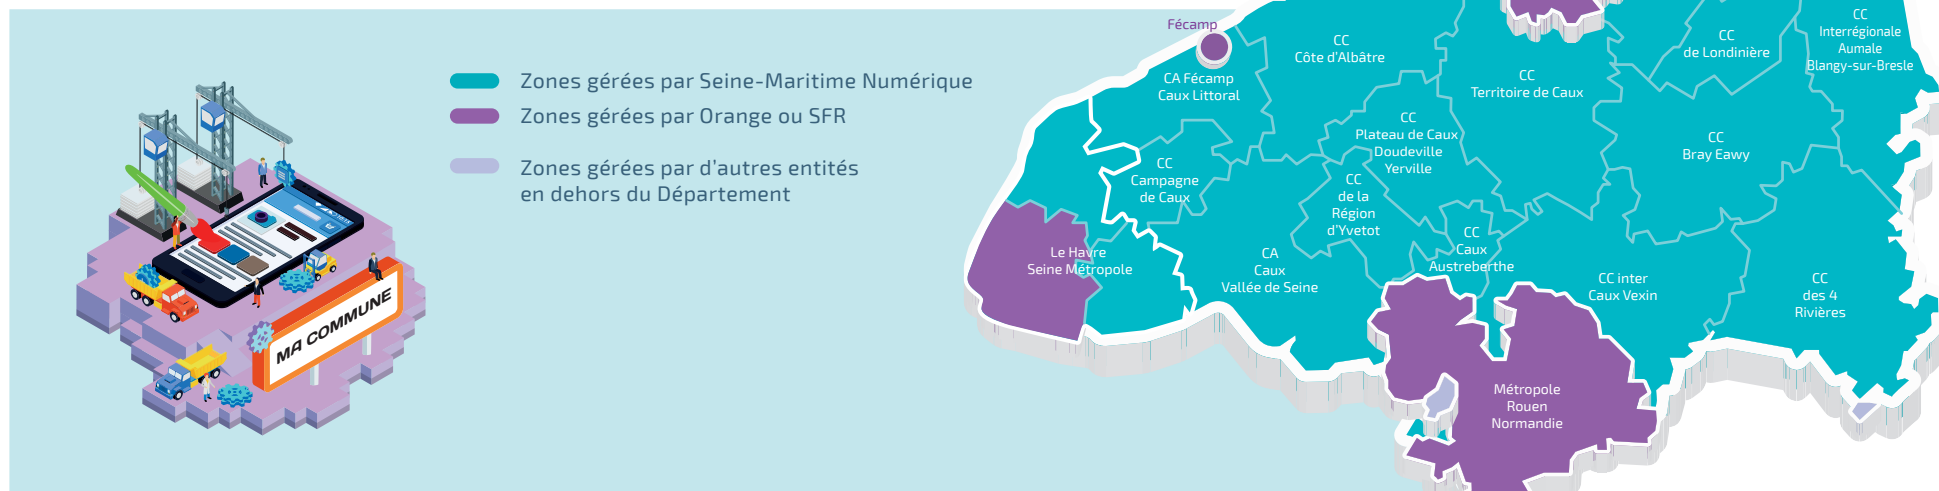 Zones gérées par Seine-Maritime Numérique
Zones gérées par Orange ou SFR
Zones gérées par d'autres entités
en dehors du Département
MA COMMUNE
Fécamp
CA Fécamp
Caux Littoral
CC
Côte d'Albâtre
CC
Territoire de Caux
CC
de Londinière
CC
Interrégionale
Aumale
Blangy-sur-Bresle
CC
Plateau de Caux
Doudeville
Yerville
CC
Bray Eawy
CC
Campagne
de Caux
CC
de la
Région
d'Yvetot
CC
Caux
Austreberthe
Le Havre
Seine Métropole
CA
Caux
Vallée de Seine
CC inter
Caux Vexin
CC
des 4
Rivières
Métropole
Rouen
Normandie